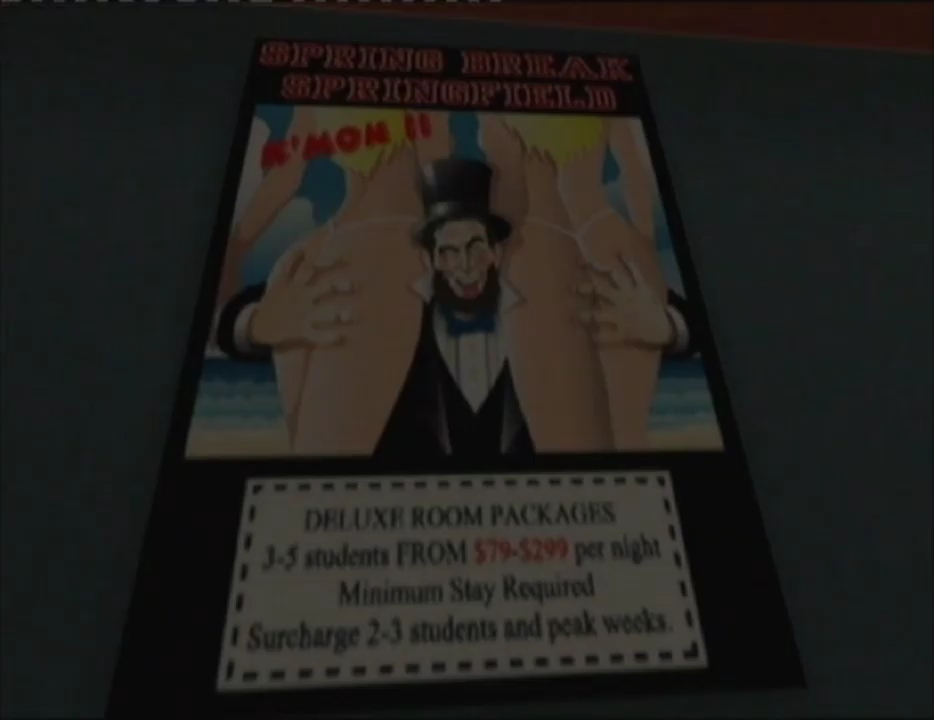 SPRING BREAK
SPRINGFIELD
K'MON !!
DELUXE ROOM PACKAGES
3-5 students FROM $79-$299 per night
Minimum Stay Required
Surcharge 2-3 students and peak weeks.